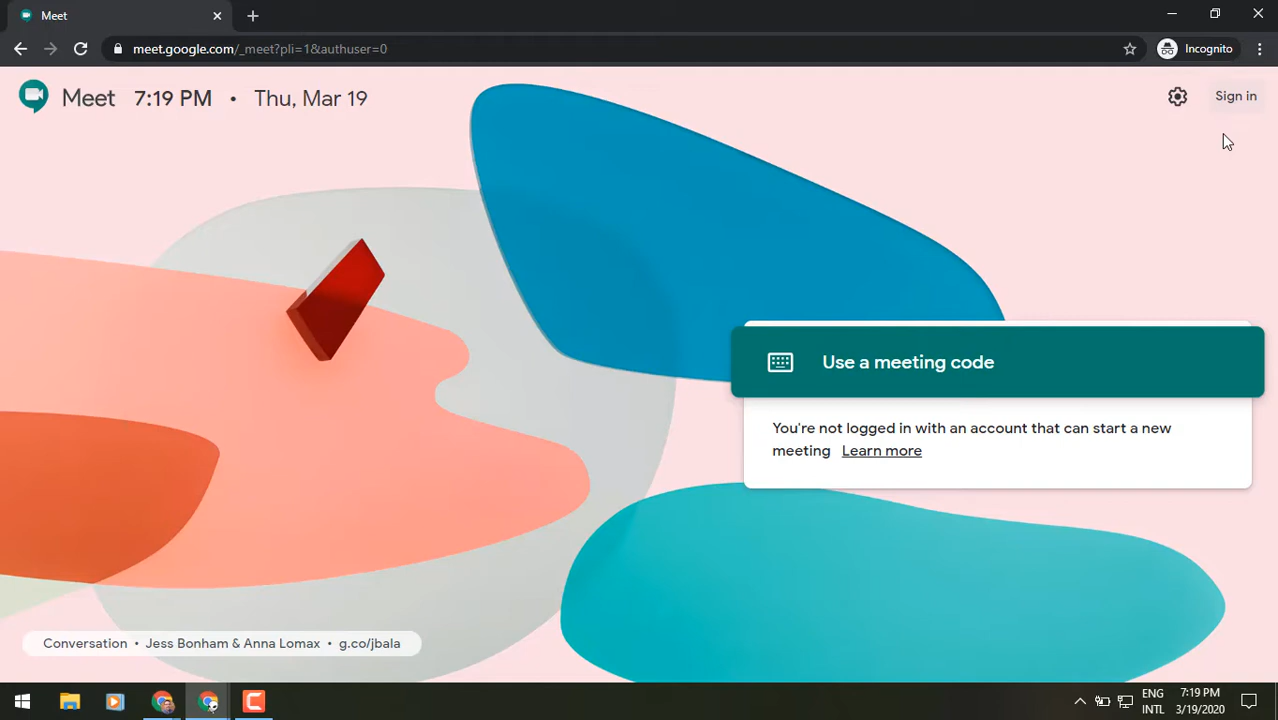 Meet
meet.google.com/_meet?pli=1&authuser=0
Incognito
Meet 7:19 PM • Thu, Mar 19
Sign in
Use a meeting code
You're not logged in with an account that can start a new
meeting Learn more
Conversation • Jess Bonham & Anna Lomax • g.co/jbala
ENG
INTL
7:19 PM
3/19/2020